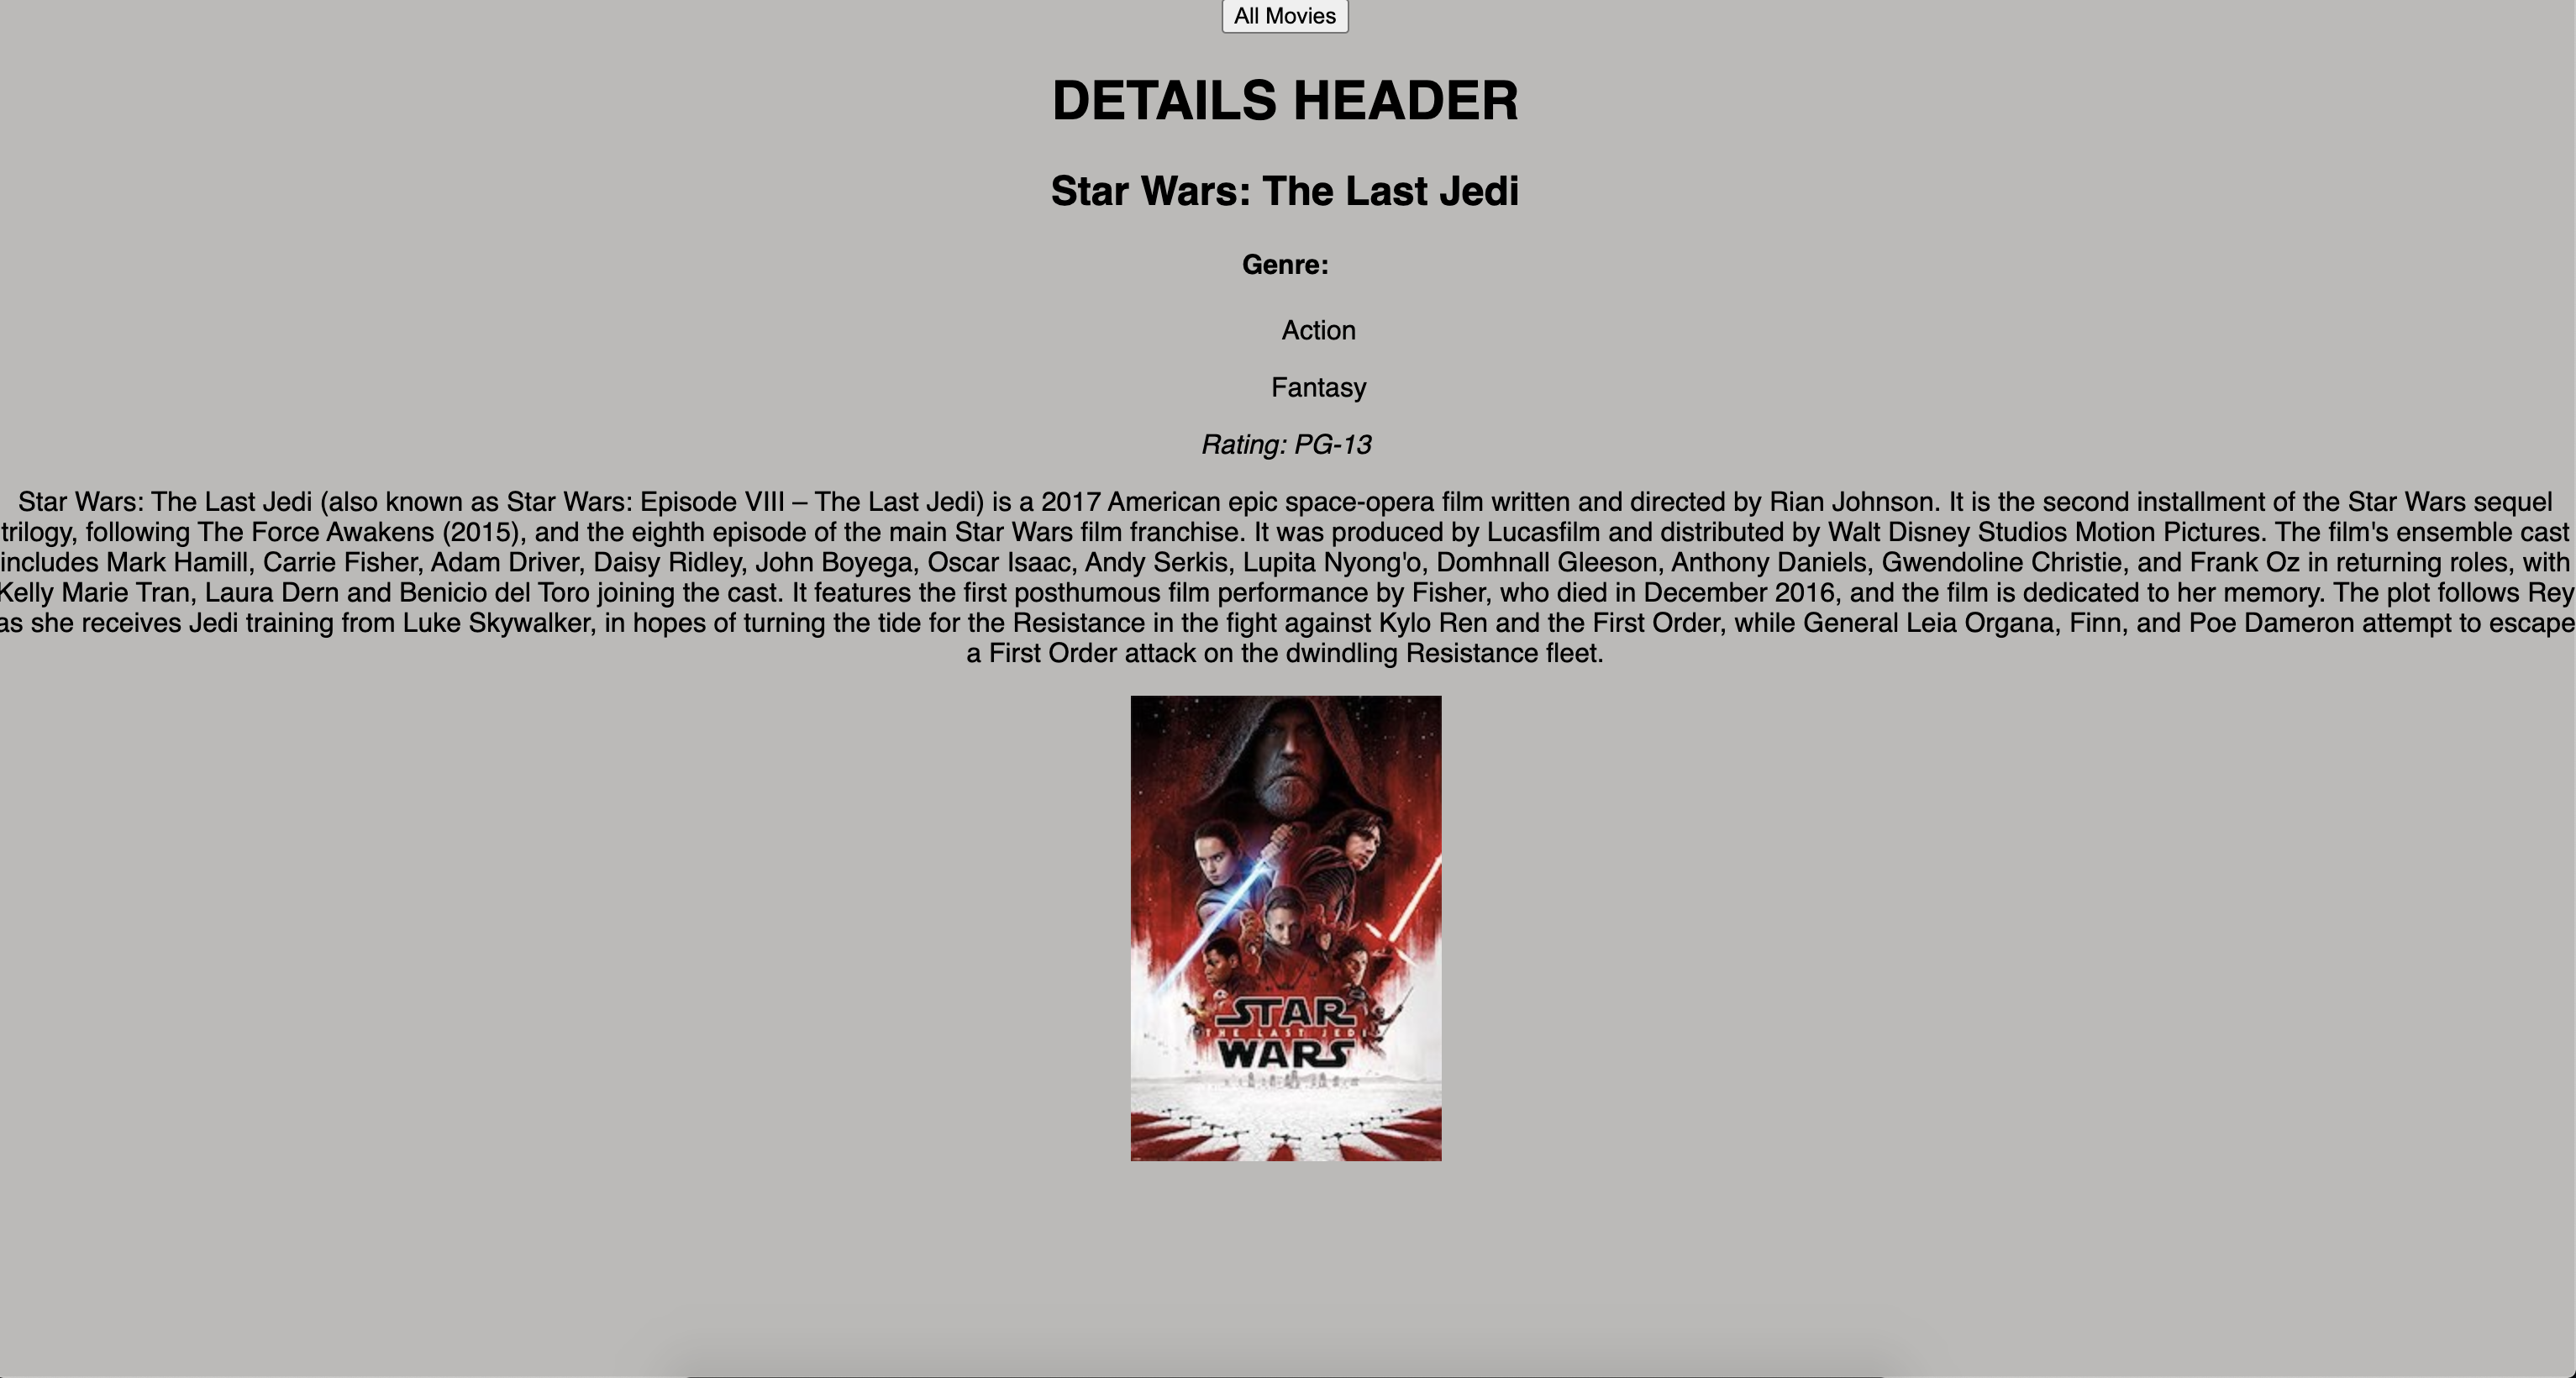 All Movies
DETAILS HEADER
Star Wars: The Last Jedi
Genre:
Action
Fantasy
Rating: PG-13
Star Wars: The Last Jedi (also known as Star Wars: Episode VIII – The Last Jedi) is a 2017 American epic space-opera film written and directed by Rian Johnson. It is the second installment of the Star Wars sequel
trilogy, following The Force Awakens (2015), and the eighth episode of the main Star Wars film franchise. It was produced by Lucasfilm and distributed by Walt Disney Studios Motion Pictures. The film's ensemble cast
includes Mark Hamill, Carrie Fisher, Adam Driver, Daisy Ridley, John Boyega, Oscar Isaac, Andy Serkis, Lupita Nyong'o, Domhnall Gleeson, Anthony Daniels, Gwendoline Christie, and Frank Oz in returning roles, with
Kelly Marie Tran, Laura Dern and Benicio del Toro joining the cast. It features the first posthumous film performance by Fisher, who died in December 2016, and the film is dedicated to her memory. The plot follows Rey
as she receives Jedi training from Luke Skywalker, in hopes of turning the tide for the Resistance in the fight against Kylo Ren and the First Order, while General Leia Organa, Finn, and Poe Dameron attempt to escape
a First Order attack on the dwindling Resistance fleet.
STAR
THE LAST JEDI
WARS